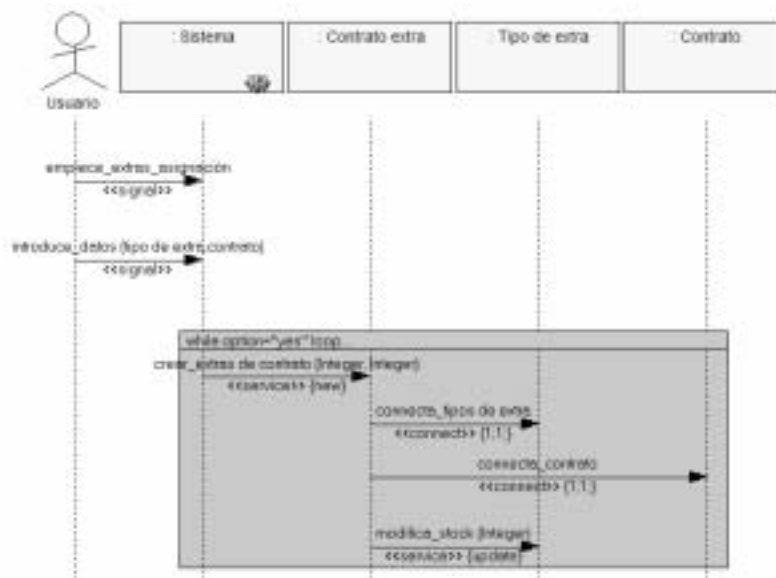 : Sistema
: Contrato extra
: Tipo de extra
: Contrato
Usuario
empieza_extras_asignación
<<signal>>
introduce_datos (tipo de extra,contrato)
<<signal>>
while option="yes" loop...
crear_extras de contrato (Integer, Integer)
<<service>> {new}
connecta_tipos de extra
<<connect>> {1:1:}
connecta_contrato
<<connect>> {1:1:}
modifica_stock (Integer)
<<service>> {update}